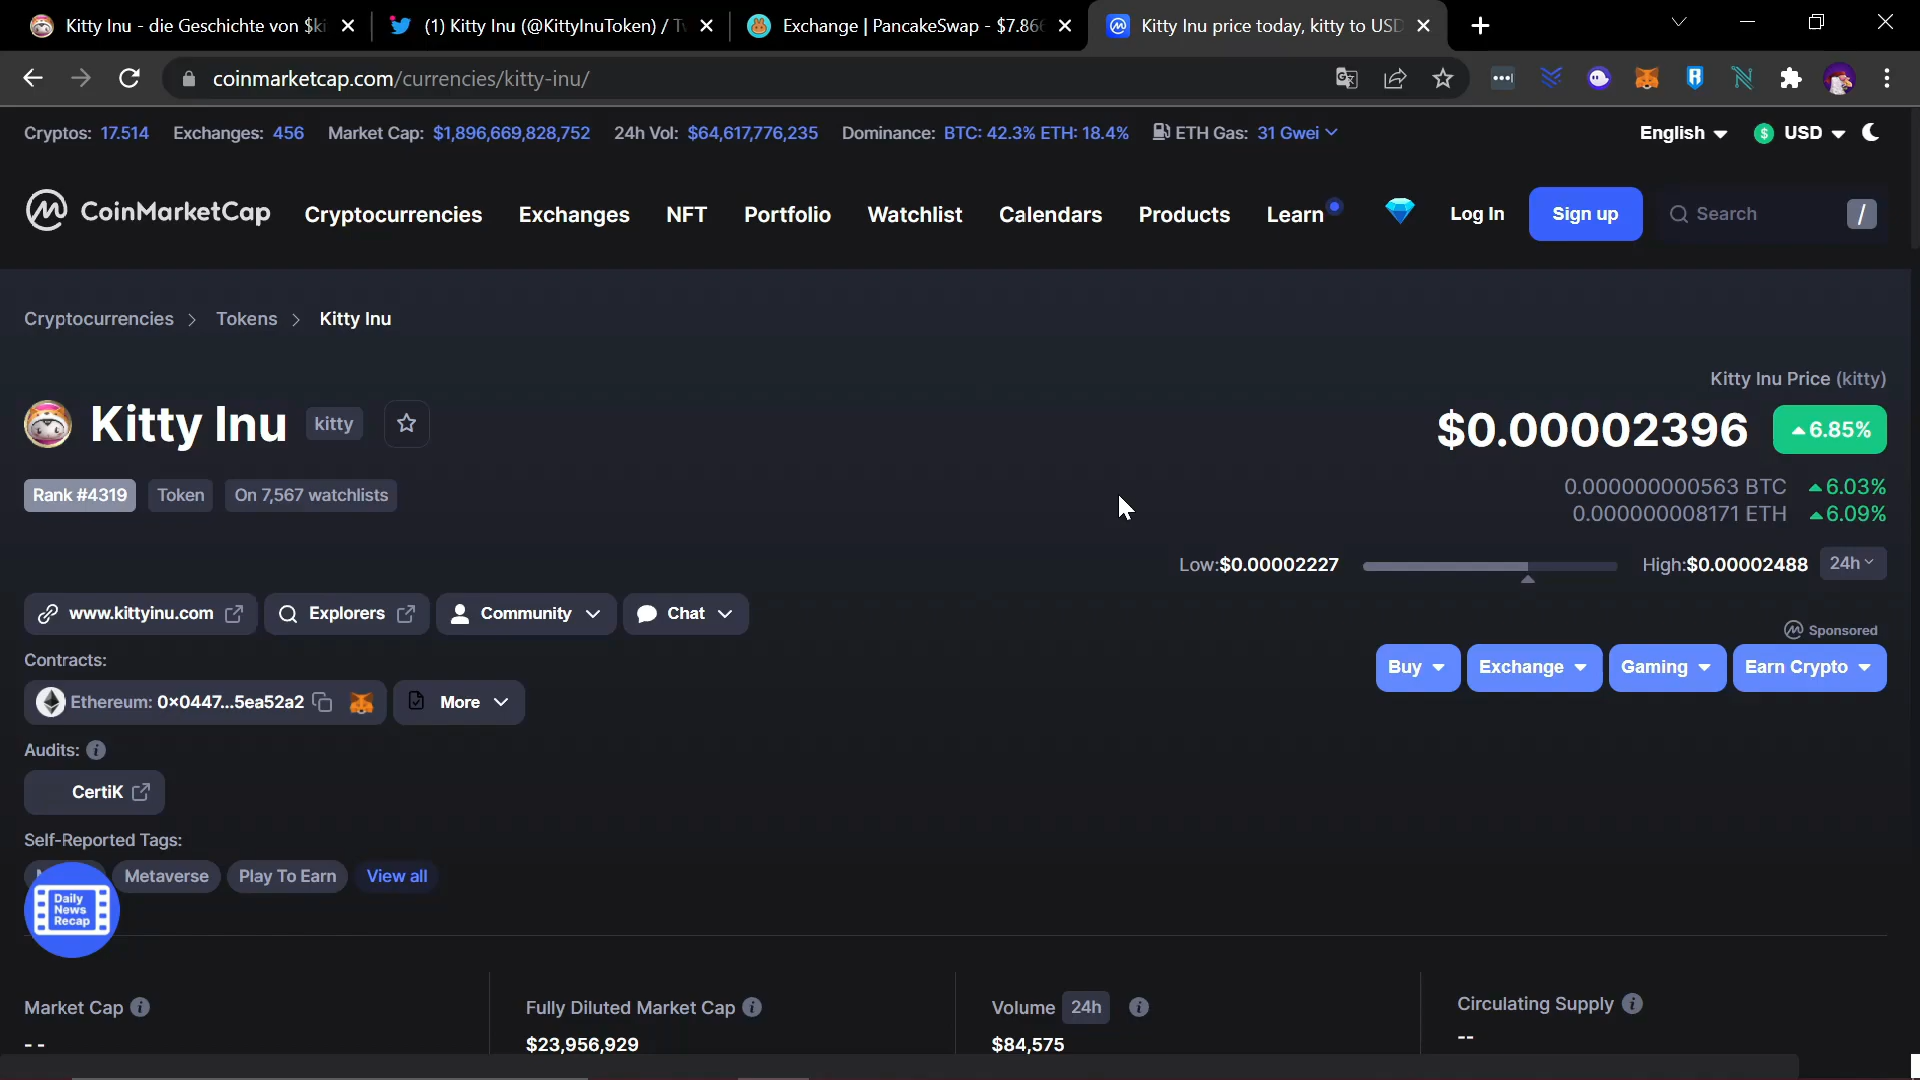 Kitty Inu - die Geschichte von $ki
(1) Kitty Inu (@KittyInuToken) / Tw
Exchange | PancakeSwap - $7.866
Kitty Inu price today, kitty to USD
coinmarketcap.com/currencies/kitty-inu/
Cryptos: 17.514 Exchanges: 456 Market Cap: $1,896,669,828,752 24h Vol: $64,617,776,235 Dominance: BTC: 42.3% ETH: 18.4% ETH Gas: 31 Gwei
English $ USD
CoinMarketCap Cryptocurrencies Exchanges NFT Portfolio Watchlist Calendars Products Learn Log In Sign up Search /
Cryptocurrencies > Tokens > Kitty Inu
Kitty Inu Price (kitty)
Kitty Inu kitty
$0.00002396 6.85%
Rank #4319 Token On 7,567 watchlists
0.000000000563 BTC 6.03%
0.000000008171 ETH 6.09%
Low:$0.00002227 High:$0.00002488 24h
www.kittyinu.com Explorers Community Chat
Sponsored
Contracts:
Buy Exchange Gaming Earn Crypto
Ethereum: 0x0447...5ea52a2 More
Audits:
CertiK
Self-Reported Tags:
Metaverse Play To Earn View all
Daily
News
Recap
Market Cap
- -
Fully Diluted Market Cap
$23,956,929
Volume 24h
$84,575
Circulating Supply
--